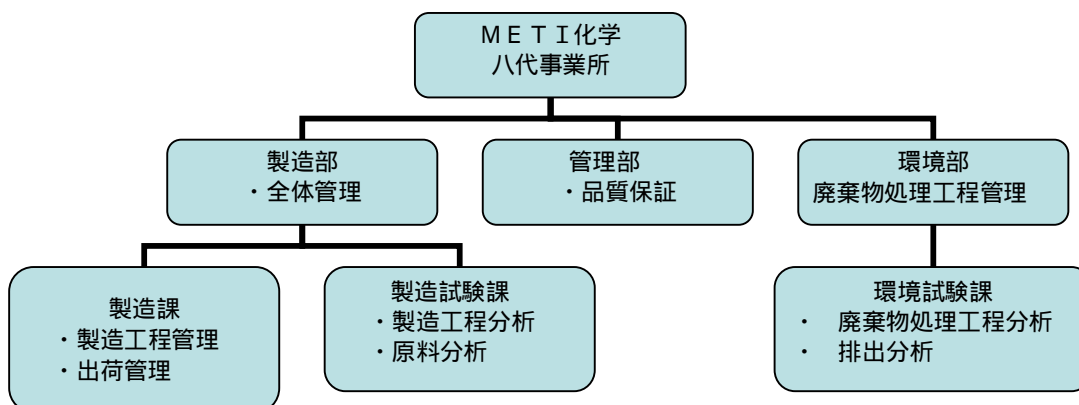 ＭＥＴＩ化学
八代事業所
製造部
・全体管理
管理部
・品質保証
環境部
廃棄物処理工程管理
製造課
・製造工程管理
・出荷管理
製造試験課
・製造工程分析
・原料分析
環境試験課
・ 廃棄物処理工程分析
・ 排出分析